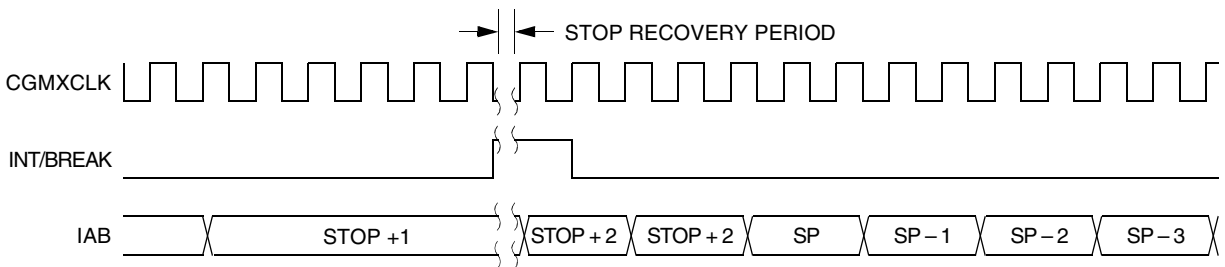 STOP RECOVERY PERIOD
CGMXCLK
INT/BREAK
IAB STOP +1 STOP + 2 STOP + 2 SP SP – 1 SP – 2 SP – 3